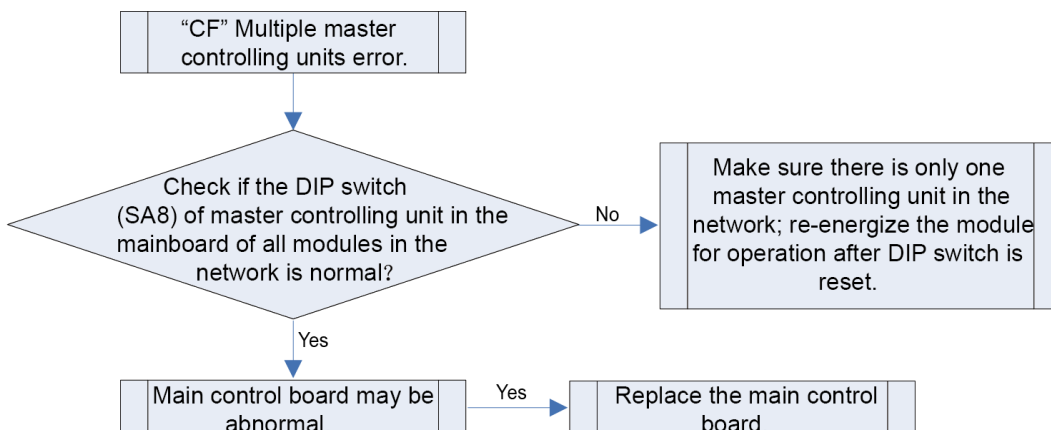 “CF” Multiple master
controlling units error.
Check if the DIP switch
(SA8) of master controlling unit in the
mainboard of all modules in the
network is normal?
No
Make sure there is only one
master controlling unit in the
network; re-energize the module
for operation after DIP switch is
reset.
Yes
Main control board may be
abnormal
Yes
Replace the main control
board